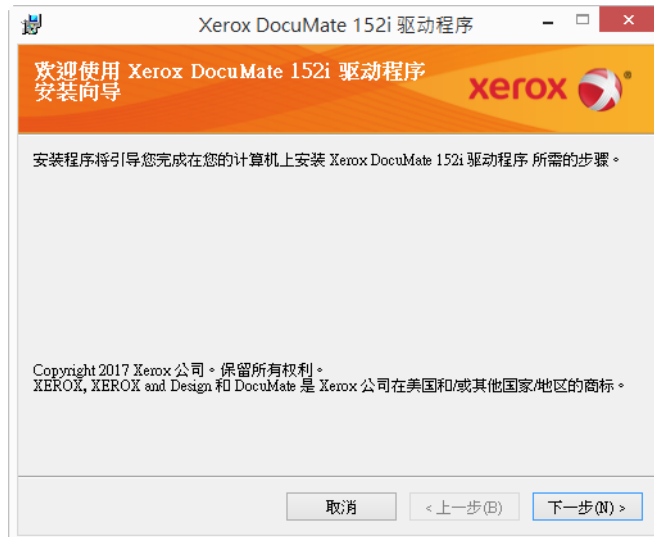 Xerox DocuMate 152i 驱动程序
欢迎使用 Xerox DocuMate 152i 驱动程序
安装向导
xerox
安装程序将引导您完成在您的计算机上安装 Xerox DocuMate 152i 驱动程序 所需的步骤。
Copyright 2017 Xerox 公司。保留所有权利。
XEROX, XEROX and Design 和 DocuMate 是 Xerox 公司在美国和/或其他国家/地区的商标。
取消
<上一步(B)
下一步(N) >